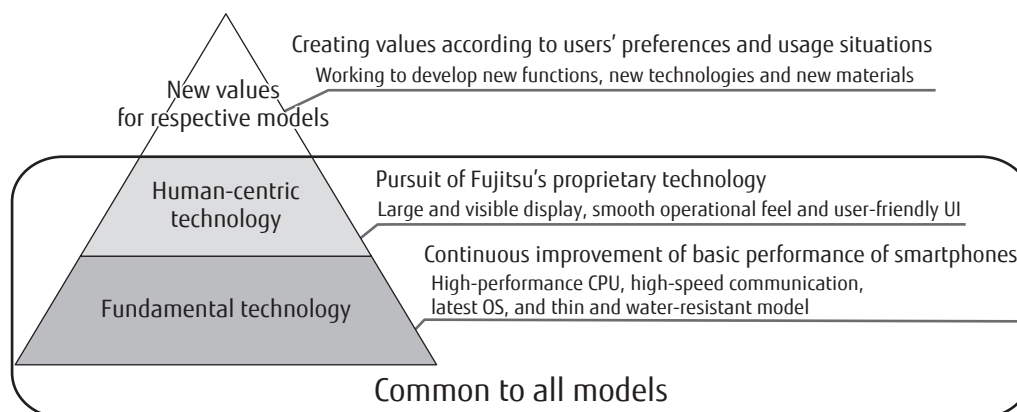 Creating values according to users’ preferences and usage situations
Working to develop new functions, new technologies and new materials
New values
for respective models
Human-centric
technology
Pursuit of Fujitsu’s proprietary technology
Large and visible display, smooth operational feel and user-friendly UI
Continuous improvement of basic performance of smartphones
High-performance CPU, high-speed communication,
latest OS, and thin and water-resistant model
Fundamental technology
Common to all models